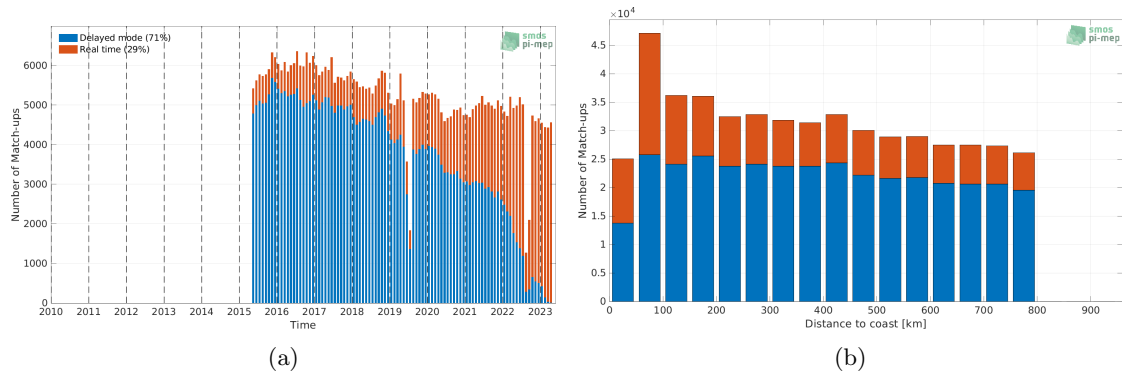 Delayed mode (71%)
Real time (29%)
smos
pi-mep
Number of Match-ups
6000
5000
4000
3000
2000
1000
0
2010 2011 2012 2013 2014 2015 2016 2017 2018 2019 2020 2021 2022 2023
Time
(a)
×10⁴
smos
pi-mep
Number of Match-ups
4.5
4
3.5
3
2.5
2
1.5
1
0.5
0
0 100 200 300 400 500 600 700 800 900
Distance to coast [km]
(b)